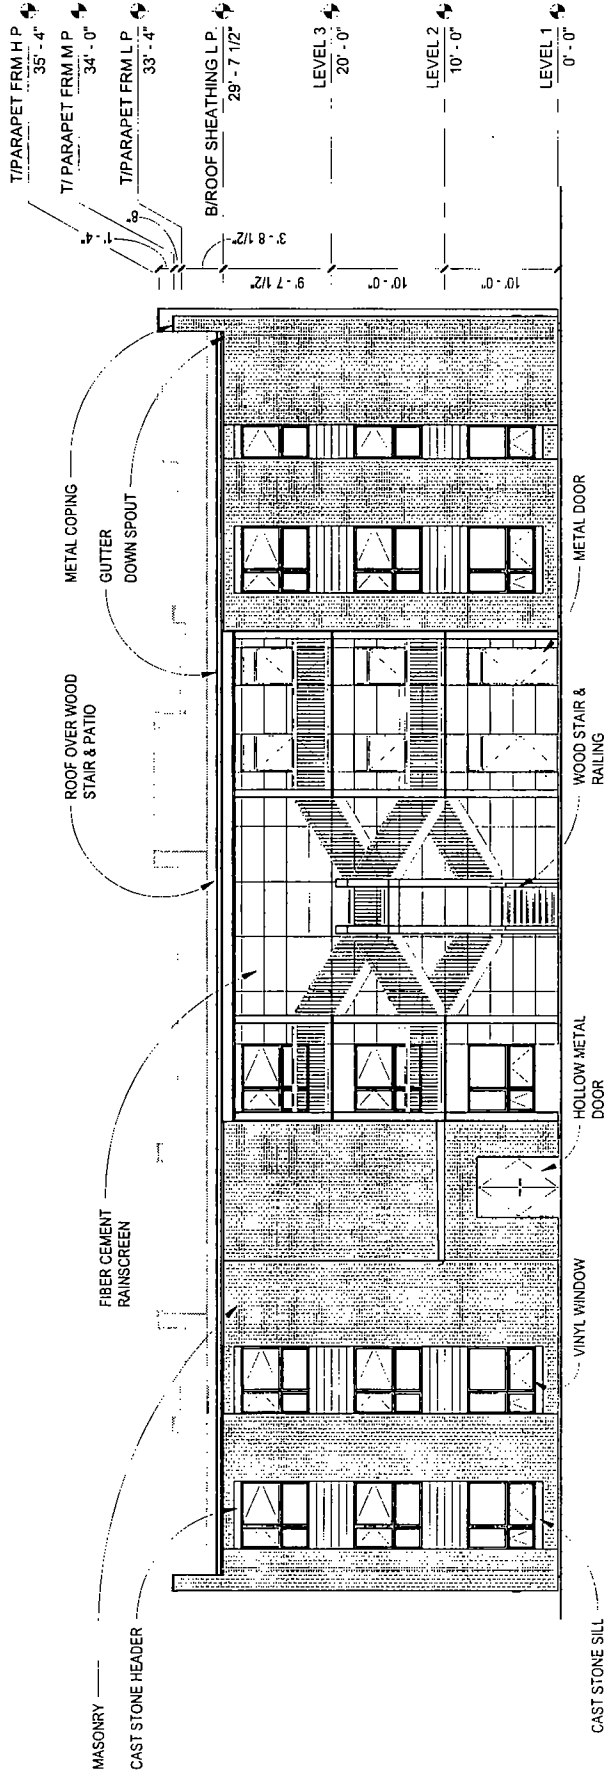 MASONRY
CAST STONE HEADER
FIBER CEMENT
RAINSCREEN
ROOF OVER WOOD
STAIR & PATIO
METAL COPING
GUTTER
DOWN SPOUT
T/PARAPET FRM H P
35' - 4"
T/ PARAPET FRM M P
34' - 0"
T/PARAPET FRM L P
33' - 4"
B/ROOF SHEATHING L P.
29' - 7 1/2"
LEVEL 3
20' - 0"
LEVEL 2
10' - 0"
LEVEL 1
0' - 0"
1' - 4"
8"
3' - 8 1/2"
9' - 7 1/2"
10' - 0"
10' - 0"
CAST STONE SILL
VINYL WINDOW
HOLLOW METAL
DOOR
WOOD STAIR &
RAILING
METAL DOOR